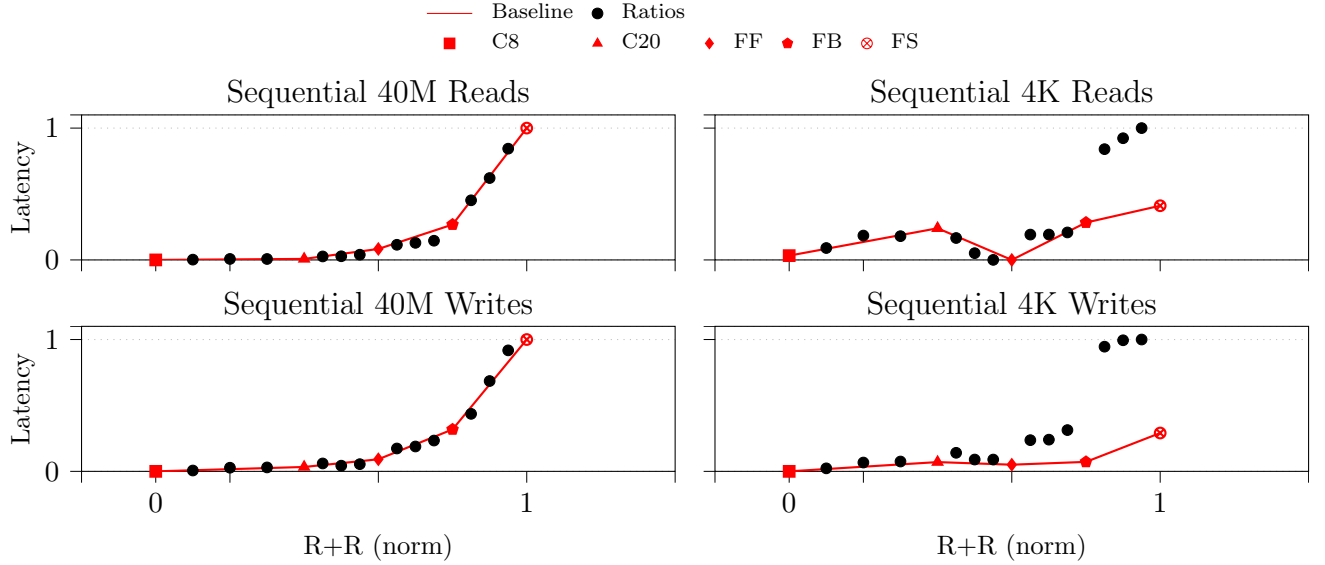 Baseline Ratios
C8 C20 FF FB FS
Sequential 40M Reads
Latency
1
0
Sequential 4K Reads
Sequential 40M Writes
Latency
1
0
0 1
R+R (norm)
Sequential 4K Writes
0 1
R+R (norm)